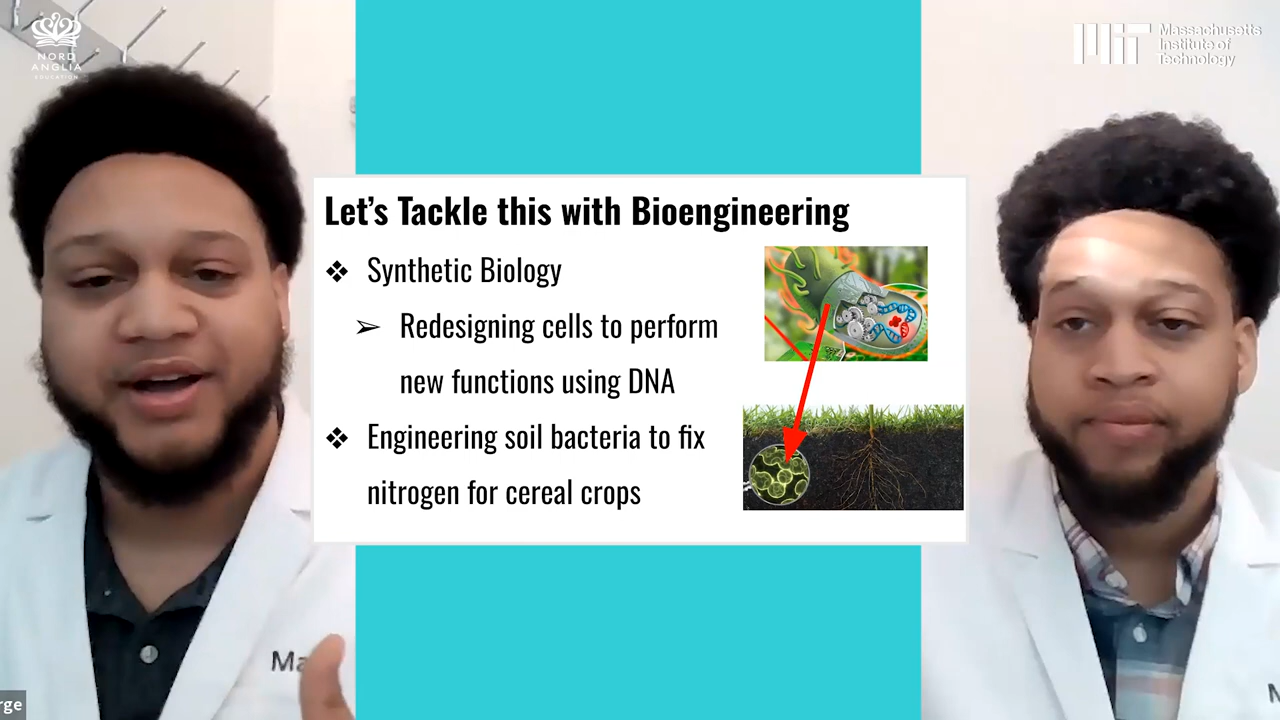 NORD
ANGLIA
EDUCATION
MIT Massachusetts
Institute of
Technology
Let's Tackle this with Bioengineering
❖ Synthetic Biology
➢ Redesigning cells to perform
new functions using DNA
❖ Engineering soil bacteria to fix
nitrogen for cereal crops